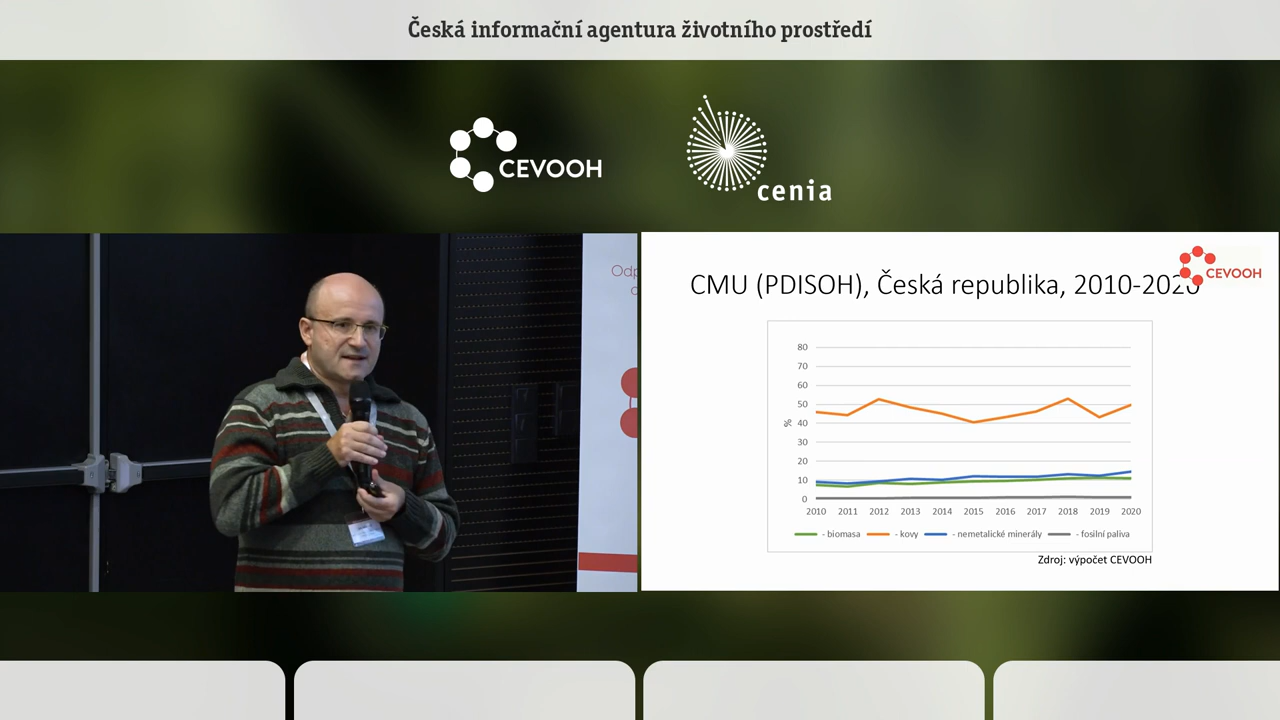 Česká informační agentura životního prostředí
CEVOOH
cenia
CEVOOH
CMU (PDISOH), Česká republika, 2010-2020
80
70
60
50
%
40
30
20
10
0
2010 2011 2012 2013 2014 2015 2016 2017 2018 2019 2020
- biomasa - kovy - nemetalické minerály - fosilní paliva
Zdroj: výpočet CEVOOH